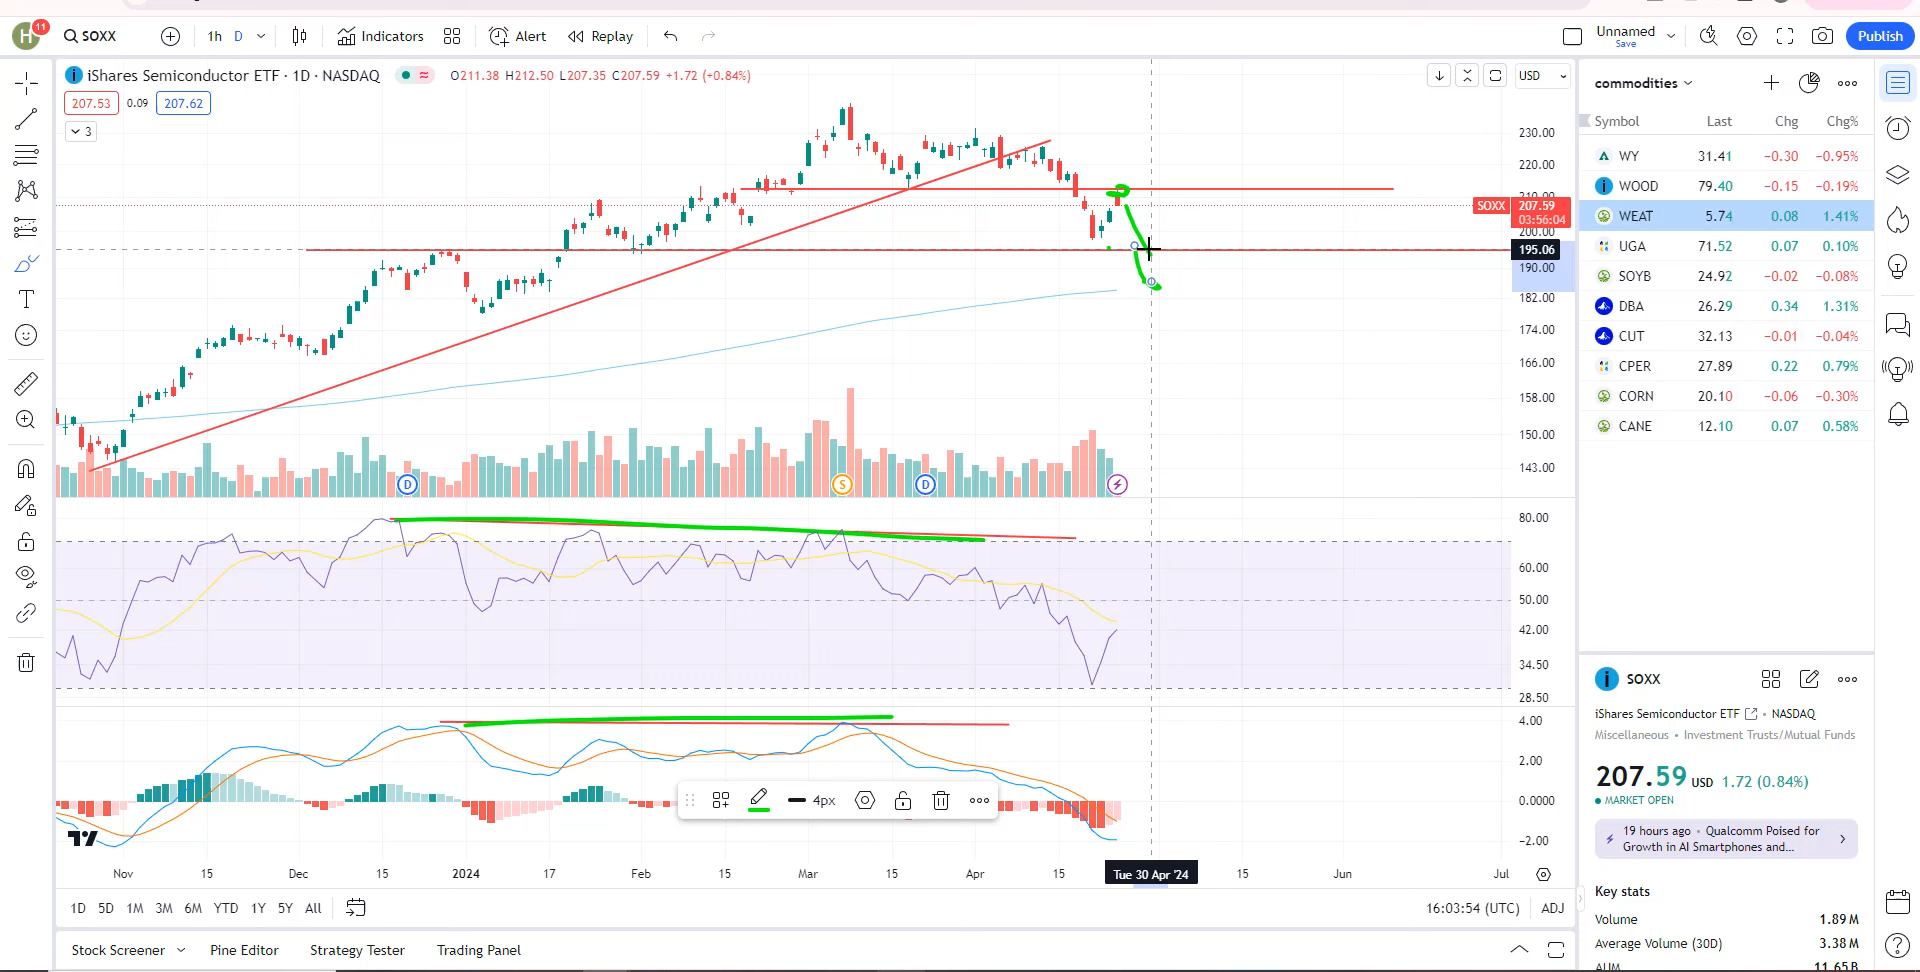 H 11 SOXX 1h D Indicators Alert Replay Unnamed Save Publish
iShares Semiconductor ETF · 1D · NASDAQ O211.38 H212.50 L207.35 C207.59 +1.72 (+0.84%) USD
207.53 0.09 207.62
3
230.00
220.00
210.00
SOXX 207.59
03:56:04
200.00
195.06
190.00
182.00
174.00
166.00
158.00
150.00
143.00
D S D
80.00
60.00
50.00
42.00
34.50
28.50
4.00
2.00
0.0000
−2.00
4px
Nov 15 Dec 15 2024 17 Feb 15 Mar 15 Apr 15 Tue 30 Apr '24 15 Jun Jul
1D 5D 1M 3M 6M YTD 1Y 5Y All 16:03:54 (UTC) ADJ
Stock Screener Pine Editor Strategy Tester Trading Panel
commodities
Symbol Last Chg Chg%
WY 31.41 −0.30 −0.95%
WOOD 79.40 −0.15 −0.19%
WEAT 5.74 0.08 1.41%
UGA 71.52 0.07 0.10%
SOYB 24.92 −0.02 −0.08%
DBA 26.29 0.34 1.31%
CUT 32.13 −0.01 −0.04%
CPER 27.89 0.22 0.79%
CORN 20.10 −0.06 −0.30%
CANE 12.10 0.07 0.58%
SOXX
iShares Semiconductor ETF • NASDAQ
Miscellaneous • Investment Trusts/Mutual Funds
207.59 USD 1.72 (0.84%)
MARKET OPEN
19 hours ago • Qualcomm Poised for
Growth in AI Smartphones and...
Key stats
Volume 1.89 M
Average Volume (30D) 3.38 M
AUM 11.65B